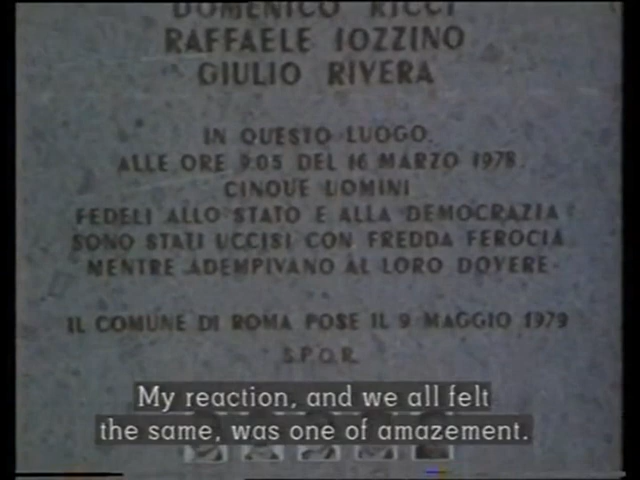 DOMENICO RICCI
RAFFAELE IOZZINO
GIULIO RIVERA
IN QUESTO LUOGO.
ALLE ORE 9.05 DEL 16 MARZO 1978
CINQUE UOMINI
FEDELI ALLO STATO E ALLA DEMOCRAZIA
SONO STATI UCCISI CON FREDDA FEROCIA
MENTRE ADEMPIVANO AL LORO DOVERE
IL COMUNE DI ROMA POSE IL 9 MAGGIO 1979
S.P.Q.R.
My reaction, and we all felt
the same, was one of amazement.